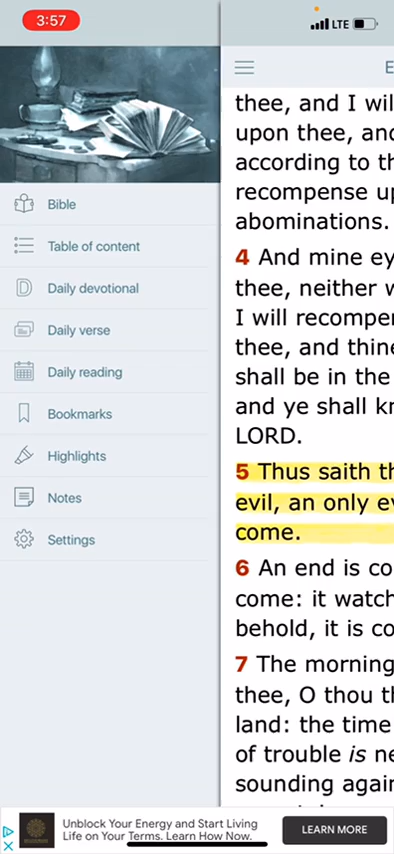 3:57
LTE
Bible
Table of content
Daily devotional
Daily verse
Daily reading
Bookmarks
Highlights
Notes
Settings
E
thee, and I wil
upon thee, and
according to th
recompense up
abominations.
4 And mine ey
thee, neither w
I will recompen
thee, and thine
shall be in the
and ye shall kn
LORD.
5 Thus saith th
evil, an only ev
come.
6 An end is co
come: it watch
behold, it is co
7 The morning
thee, O thou th
land: the time
of trouble is ne
sounding again
Unblock Your Energy and Start Living
Life on Your Terms. Learn How Now.
LEARN MORE